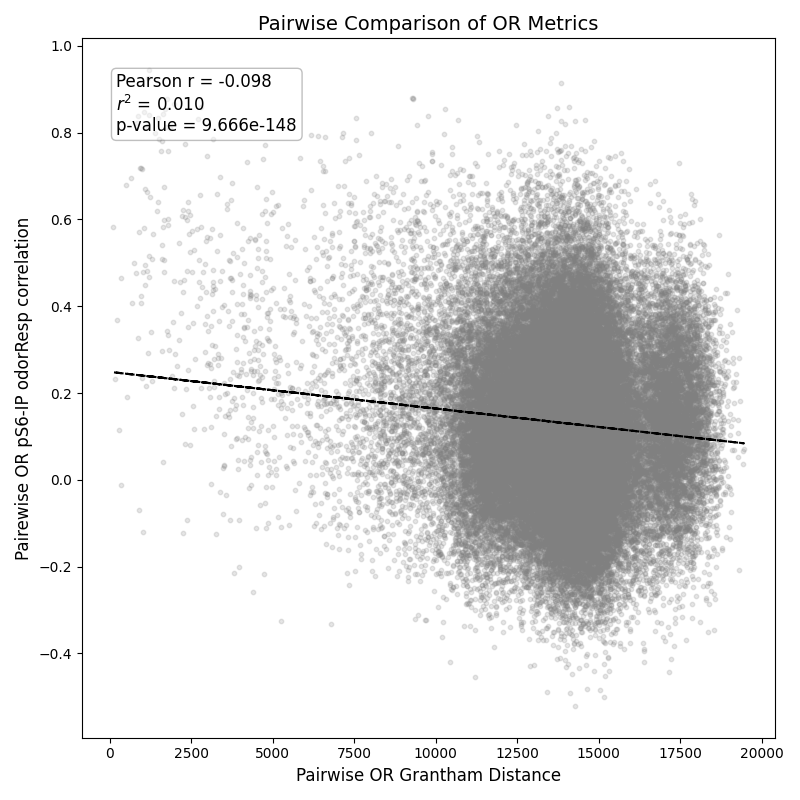 Pairwise Comparison of OR Metrics
Pearson r = -0.098
r² = 0.010
p-value = 9.666e-148
Pairewise OR pS6-IP odorResp correlation
1.0
0.8
0.6
0.4
0.2
0.0
−0.2
−0.4
0 2500 5000 7500 10000 12500 15000 17500 20000
Pairwise OR Grantham Distance